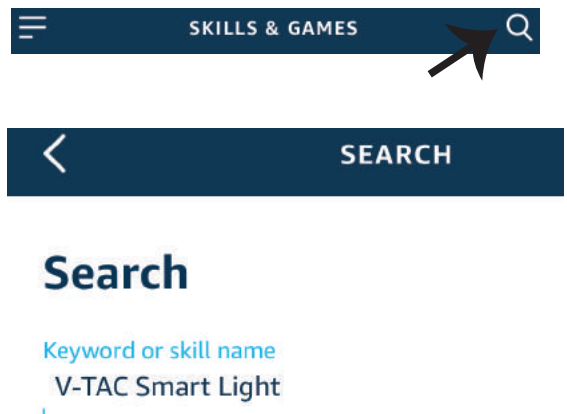 SKILLS & GAMES
SEARCH
Search
Keyword or skill name
V-TAC Smart Light